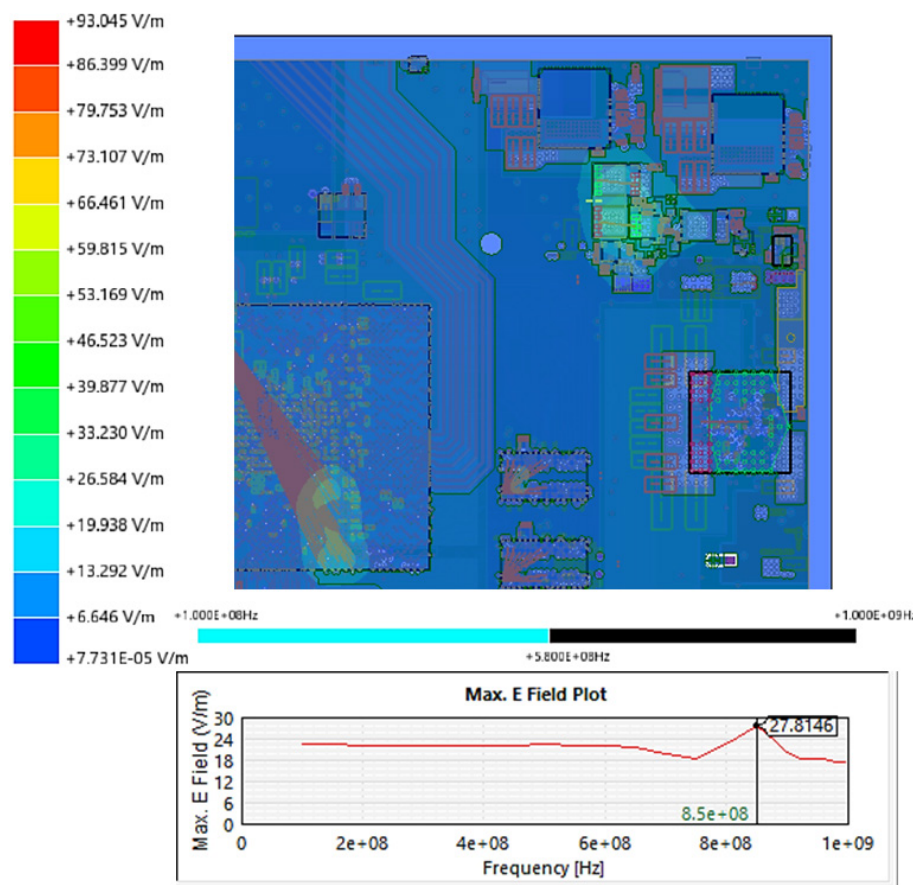 +93.045 V/m
+86.399 V/m
+79.753 V/m
+73.107 V/m
+66.461 V/m
+59.815 V/m
+53.169 V/m
+46.523 V/m
+39.877 V/m
+33.230 V/m
+26.584 V/m
+19.938 V/m
+13.292 V/m
+6.646 V/m
+7.731E-05 V/m
+1.000E+08Hz
+1.000E+09Hz
+5.800E+08Hz
Max. E Field Plot
Max. E Field (V/m)
30
24
18
12
6
0
27.8146
8.5e+08
0
2e+08
4e+08
6e+08
8e+08
1e+09
Frequency [Hz]